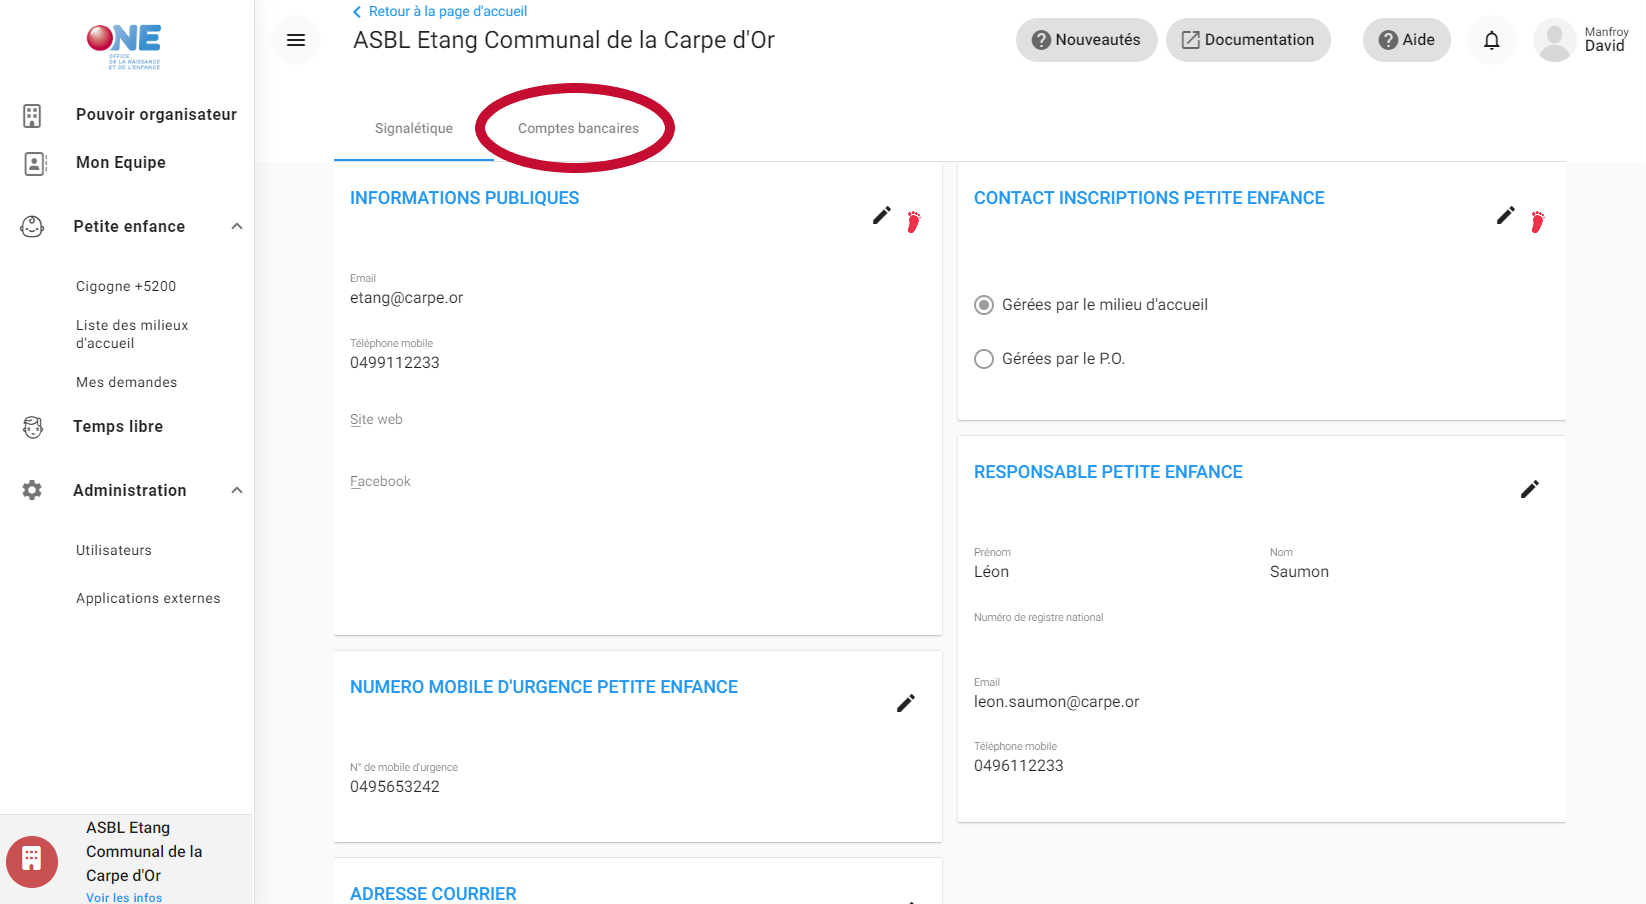 ONE
OFFICE
DE LA NAISSANCE
ET DE L'ENFANCE
Pouvoir organisateur
Mon Equipe
Petite enfance
Cigogne +5200
Liste des milieux
d'accueil
Mes demandes
Temps libre
Administration
Utilisateurs
Applications externes
ASBL Etang
Communal de la
Carpe d'Or
Voir les infos
Retour à la page d'accueil
ASBL Etang Communal de la Carpe d'Or
Nouveautés
Documentation
Aide
Manfroy
David
Signalétique
Comptes bancaires
INFORMATIONS PUBLIQUES
Email
etang@carpe.or
Téléphone mobile
0499112233
Site web
Facebook
NUMERO MOBILE D'URGENCE PETITE ENFANCE
N° de mobile d'urgence
0495653242
ADRESSE COURRIER
CONTACT INSCRIPTIONS PETITE ENFANCE
Gérées par le milieu d'accueil
Gérées par le P.O.
RESPONSABLE PETITE ENFANCE
Prénom
Léon
Nom
Saumon
Numéro de registre national
Email
leon.saumon@carpe.or
Téléphone mobile
0496112233